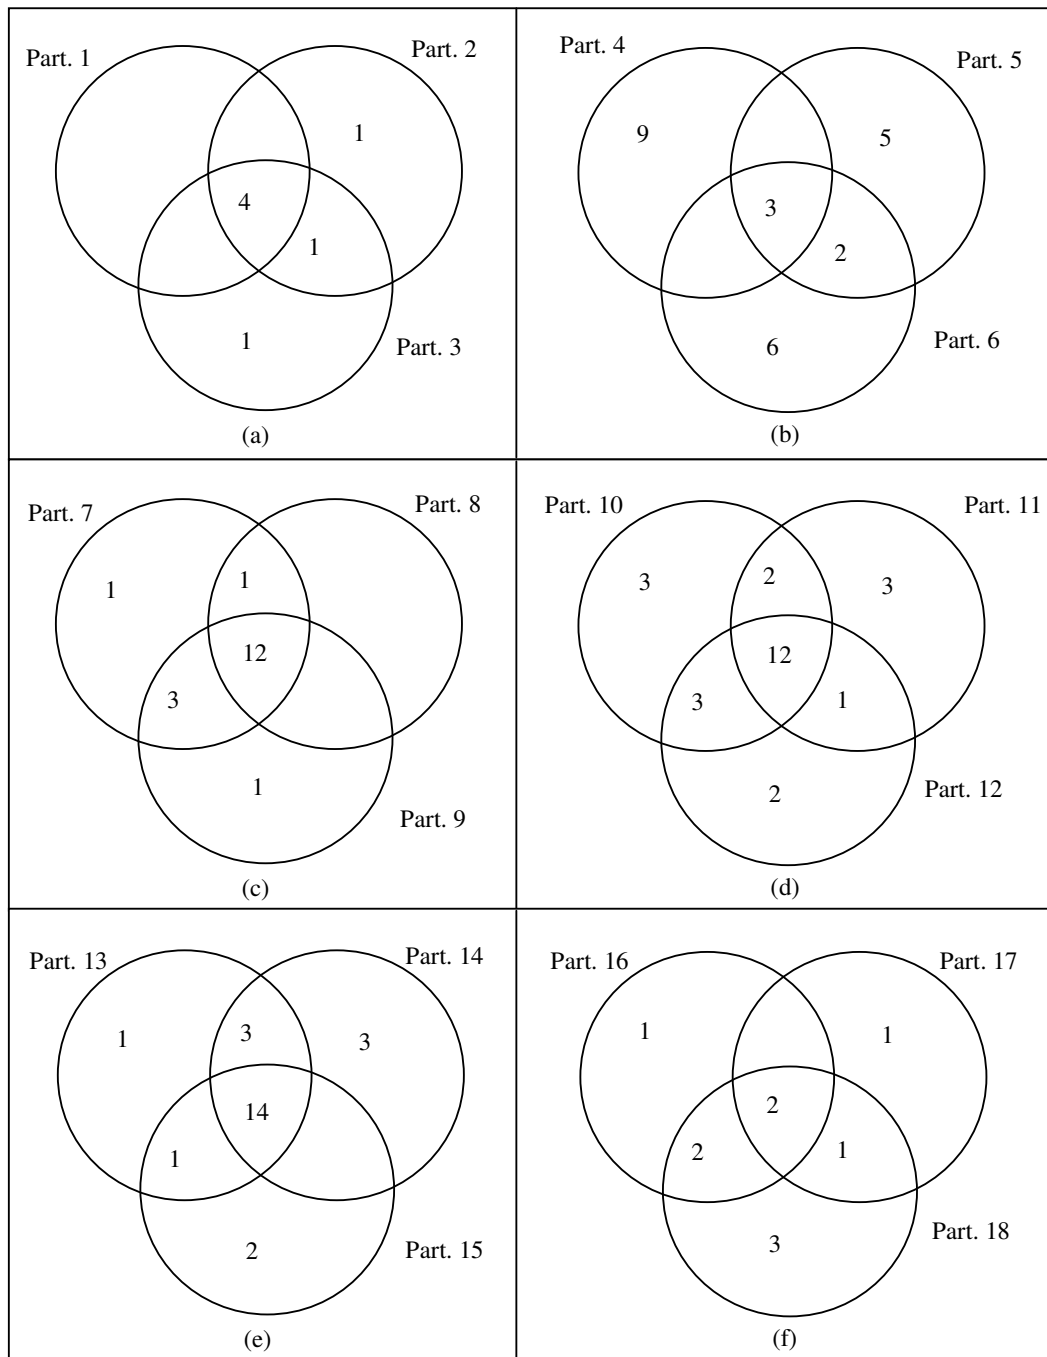 Part. 1
Part. 2
1
4
1
1
Part. 3
(a)
Part. 4
Part. 5
9
5
3
2
6
Part. 6
(b)
Part. 7
Part. 8
1
1
12
3
1
Part. 9
(c)
Part. 10
Part. 11
3
2
3
12
3
1
2
Part. 12
(d)
Part. 13
Part. 14
1
3
3
14
1
2
Part. 15
(e)
Part. 16
Part. 17
1
1
2
2
1
3
Part. 18
(f)